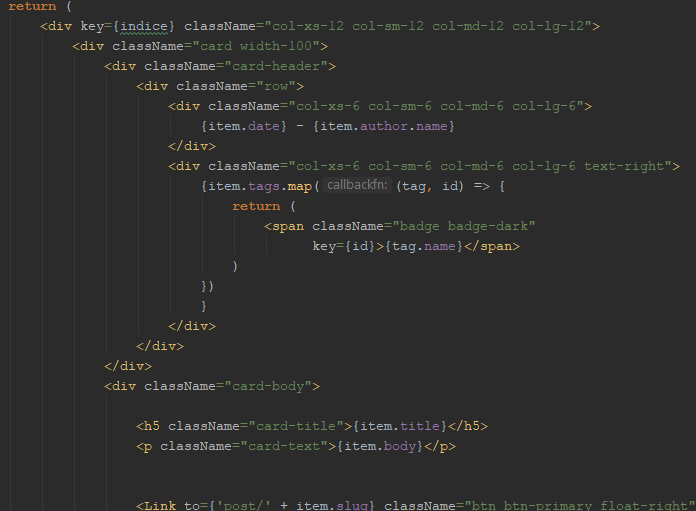 return (
<div key={indice} className="col-xs-12 col-sm-12 col-md-12 col-lg-12">
<div className="card width-100">
<div className="card-header">
<div className="row">
<div className="col-xs-6 col-sm-6 col-md-6 col-lg-6">
{item.date} - {item.author.name}
</div>
<div className="col-xs-6 col-sm-6 col-md-6 col-lg-6 text-right">
{item.tags.map( callbackfn: (tag, id) => {
return (
<span className="badge badge-dark"
key={id}>{tag.name}</span>
)
})
}
</div>
</div>
</div>
<div className="card-body">
<h5 className="card-title">{item.title}</h5>
<p className="card-text">{item.body}</p>
<Link to={'post/' + item.slug} className="btn btn-primary float-right"